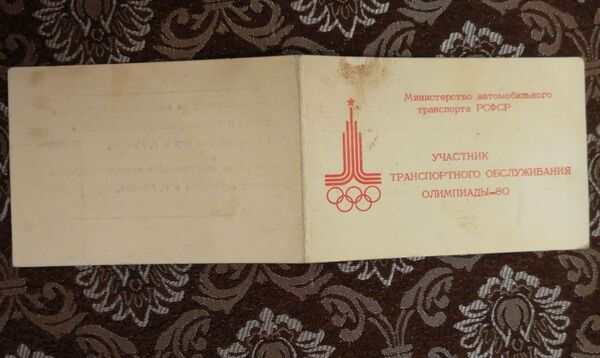 Министерство автомобильного
транспорта РСФСР
УЧАСТНИК
ТРАНСПОРТНОГО ОБСЛУЖИВАНИЯ
ОЛИМПИАДЫ-80